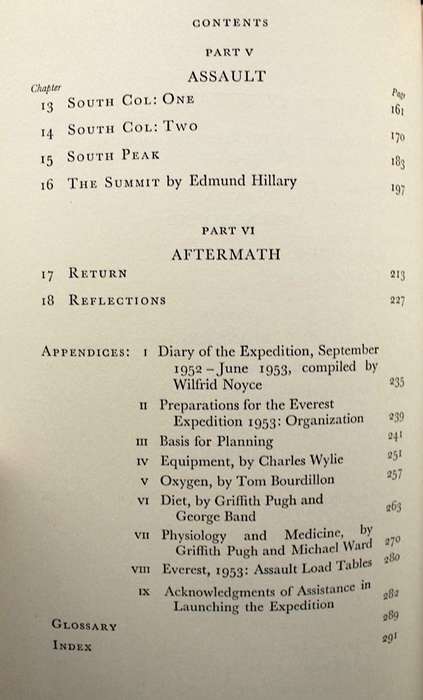 CONTENTS
PART V
ASSAULT
Chapter Page
13 SOUTH COL: ONE 161
14 SOUTH COL: TWO 170
15 SOUTH PEAK 183
16 THE SUMMIT by Edmund Hillary 197
PART VI
AFTERMATH
17 RETURN 213
18 REFLECTIONS 227
APPENDICES: I Diary of the Expedition, September
1952 – June 1953, compiled by
Wilfrid Noyce 235
II Preparations for the Everest
Expedition 1953: Organization 239
III Basis for Planning 241
IV Equipment, by Charles Wylie 251
V Oxygen, by Tom Bourdillon 257
VI Diet, by Griffith Pugh and
George Band 263
VII Physiology and Medicine, by
Griffith Pugh and Michael Ward 270
VIII Everest, 1953: Assault Load Tables 280
IX Acknowledgments of Assistance in
Launching the Expedition 282
GLOSSARY 289
INDEX 291